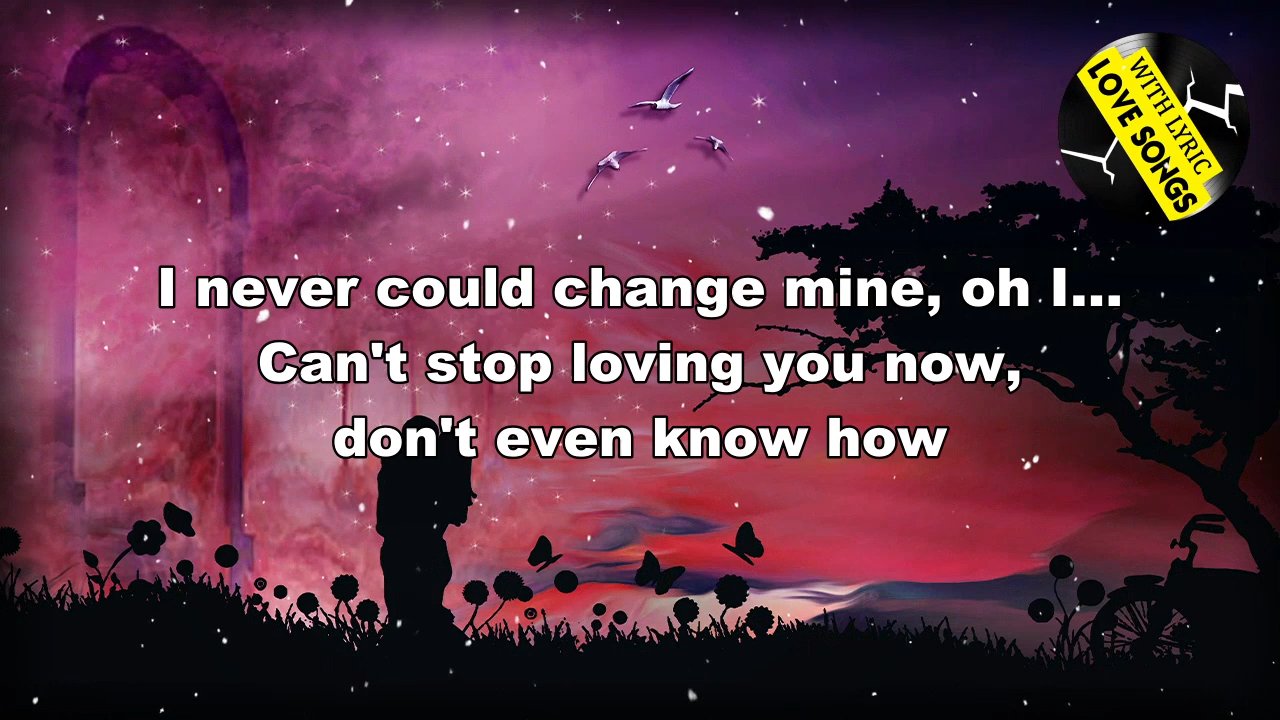 WITH LYRIC
LOVE SONGS
I never could change mine, oh I...
Can't stop loving you now,
don't even know how